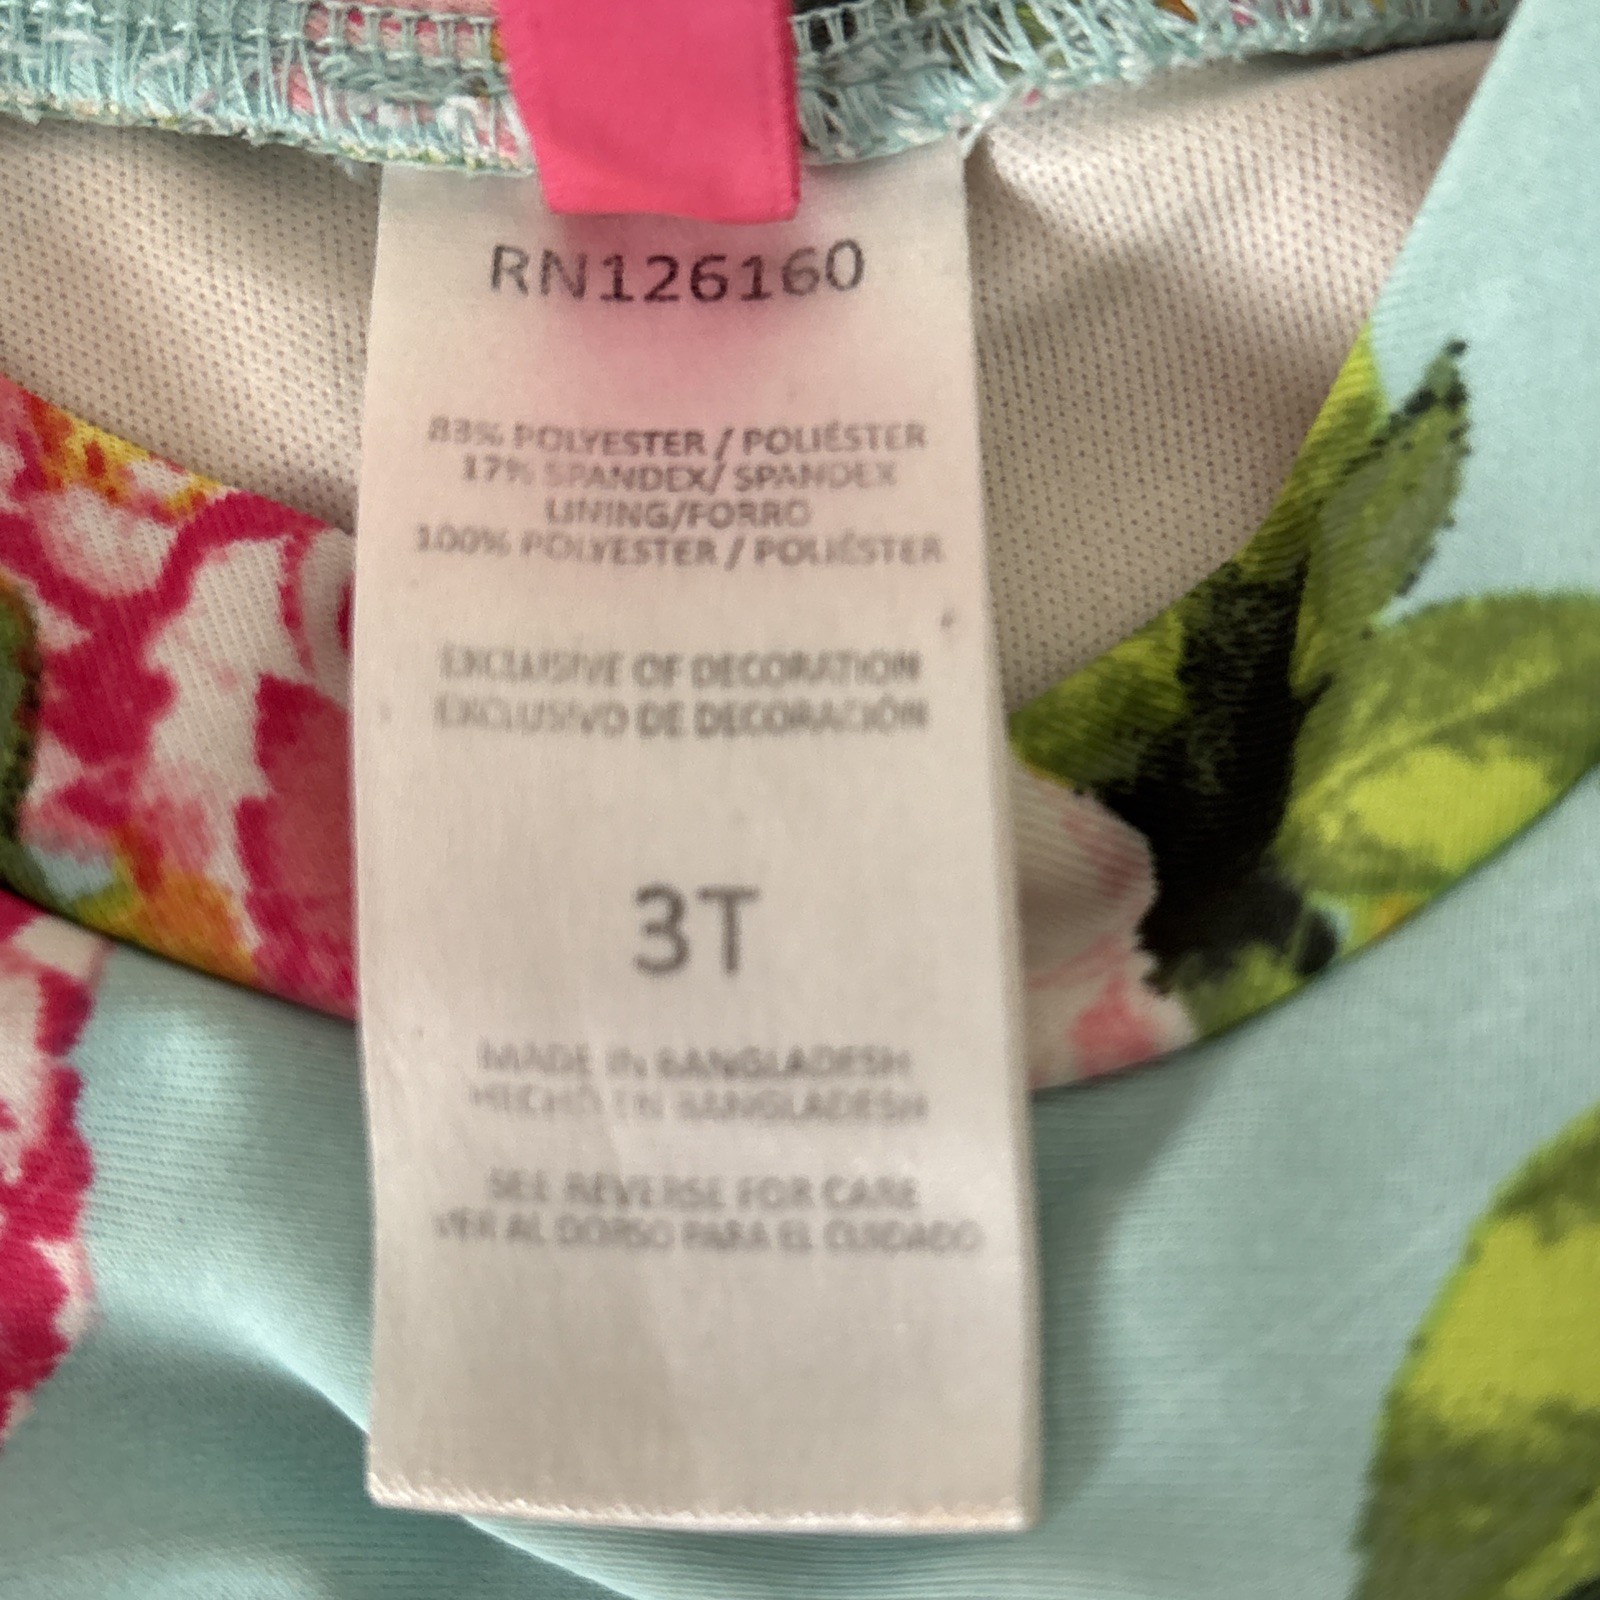 RN126160
83% POLYESTER / POLIÉSTER
17% SPANDEX/ SPANDEX
LINING/FORRO
100% POLYESTER / POLIÉSTER
EXCLUSIVE OF DECORATION
EXCLUSIVO DE DECORACIÓN
3T
MADE IN BANGLADESH
HECHO EN BANGLADESH
SEE REVERSE FOR CARE
VER AL DORSO PARA EL CUIDADO